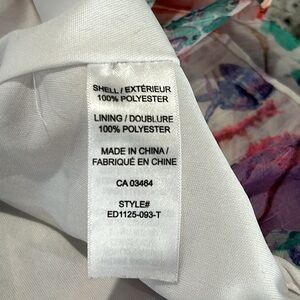 SHELL / EXTÉRIEUR
100% POLYESTER
LINING / DOUBLURE
100% POLYESTER
MADE IN CHINA /
FABRIQUÉ EN CHINE
CA 03464
STYLE#
ED1125-093-T